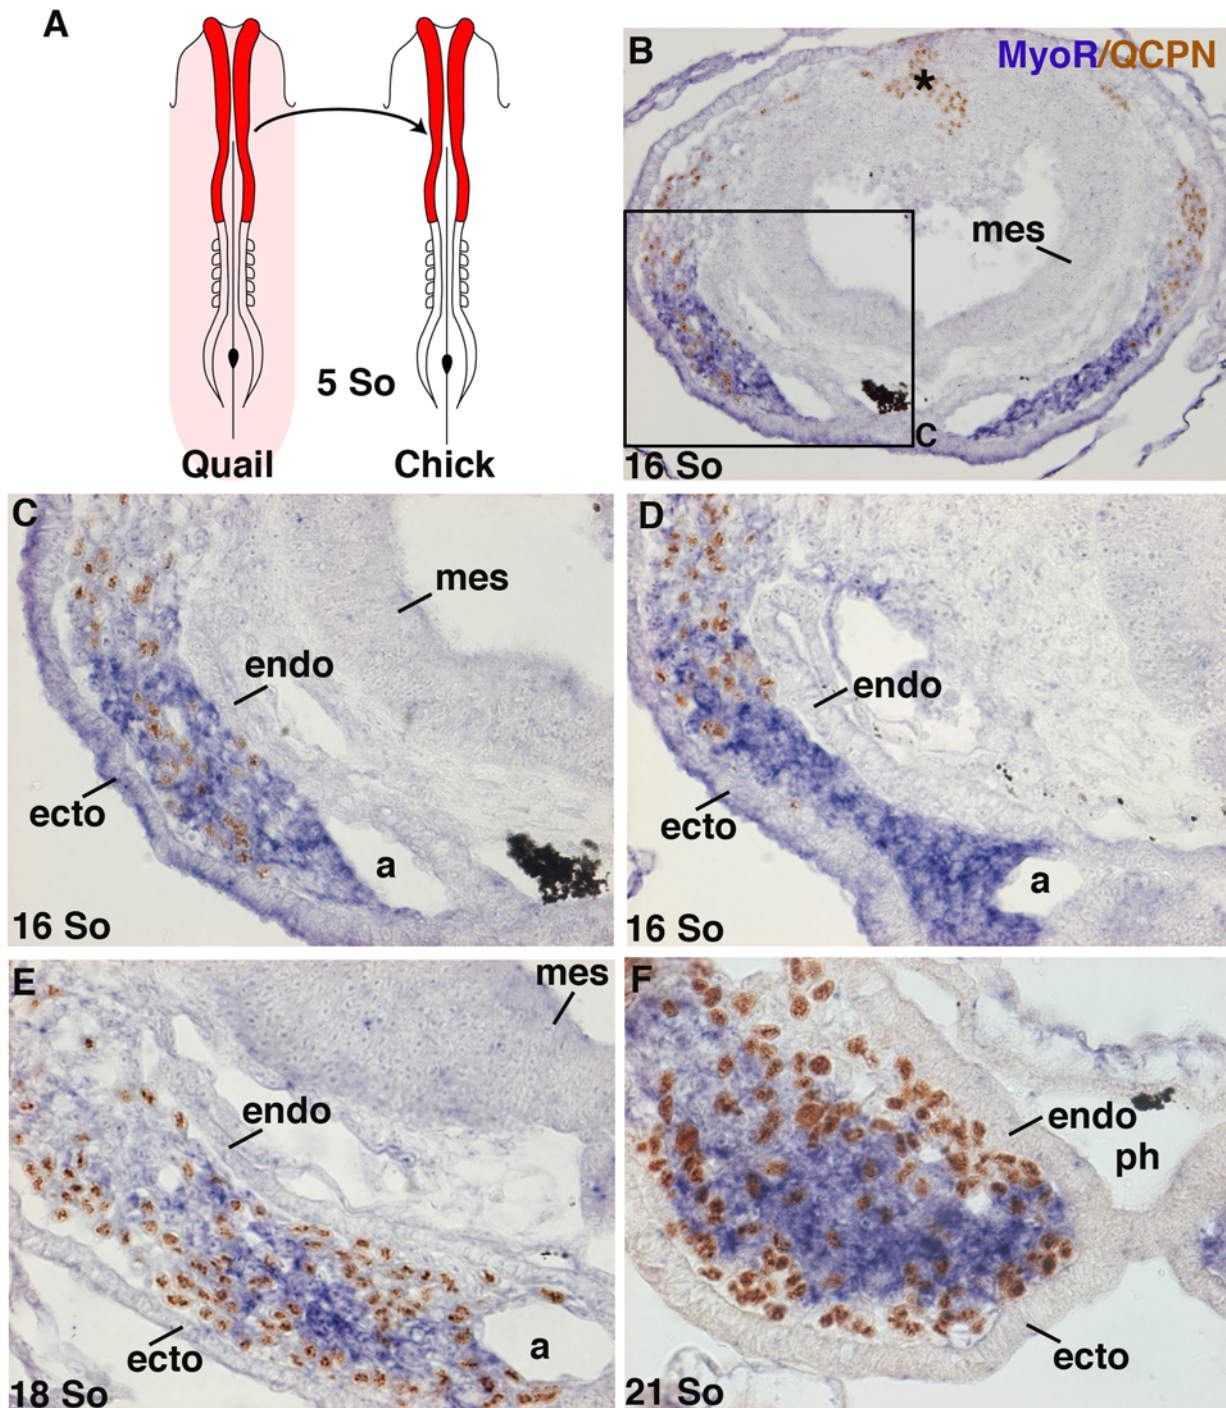 A
5 So
Quail
Chick
B
MyoR/QCPN
*
mes
C
16 So
C
mes
endo
ecto
a
16 So
D
endo
ecto
a
16 So
E
mes
endo
ecto
a
18 So
F
endo
ph
ecto
21 So